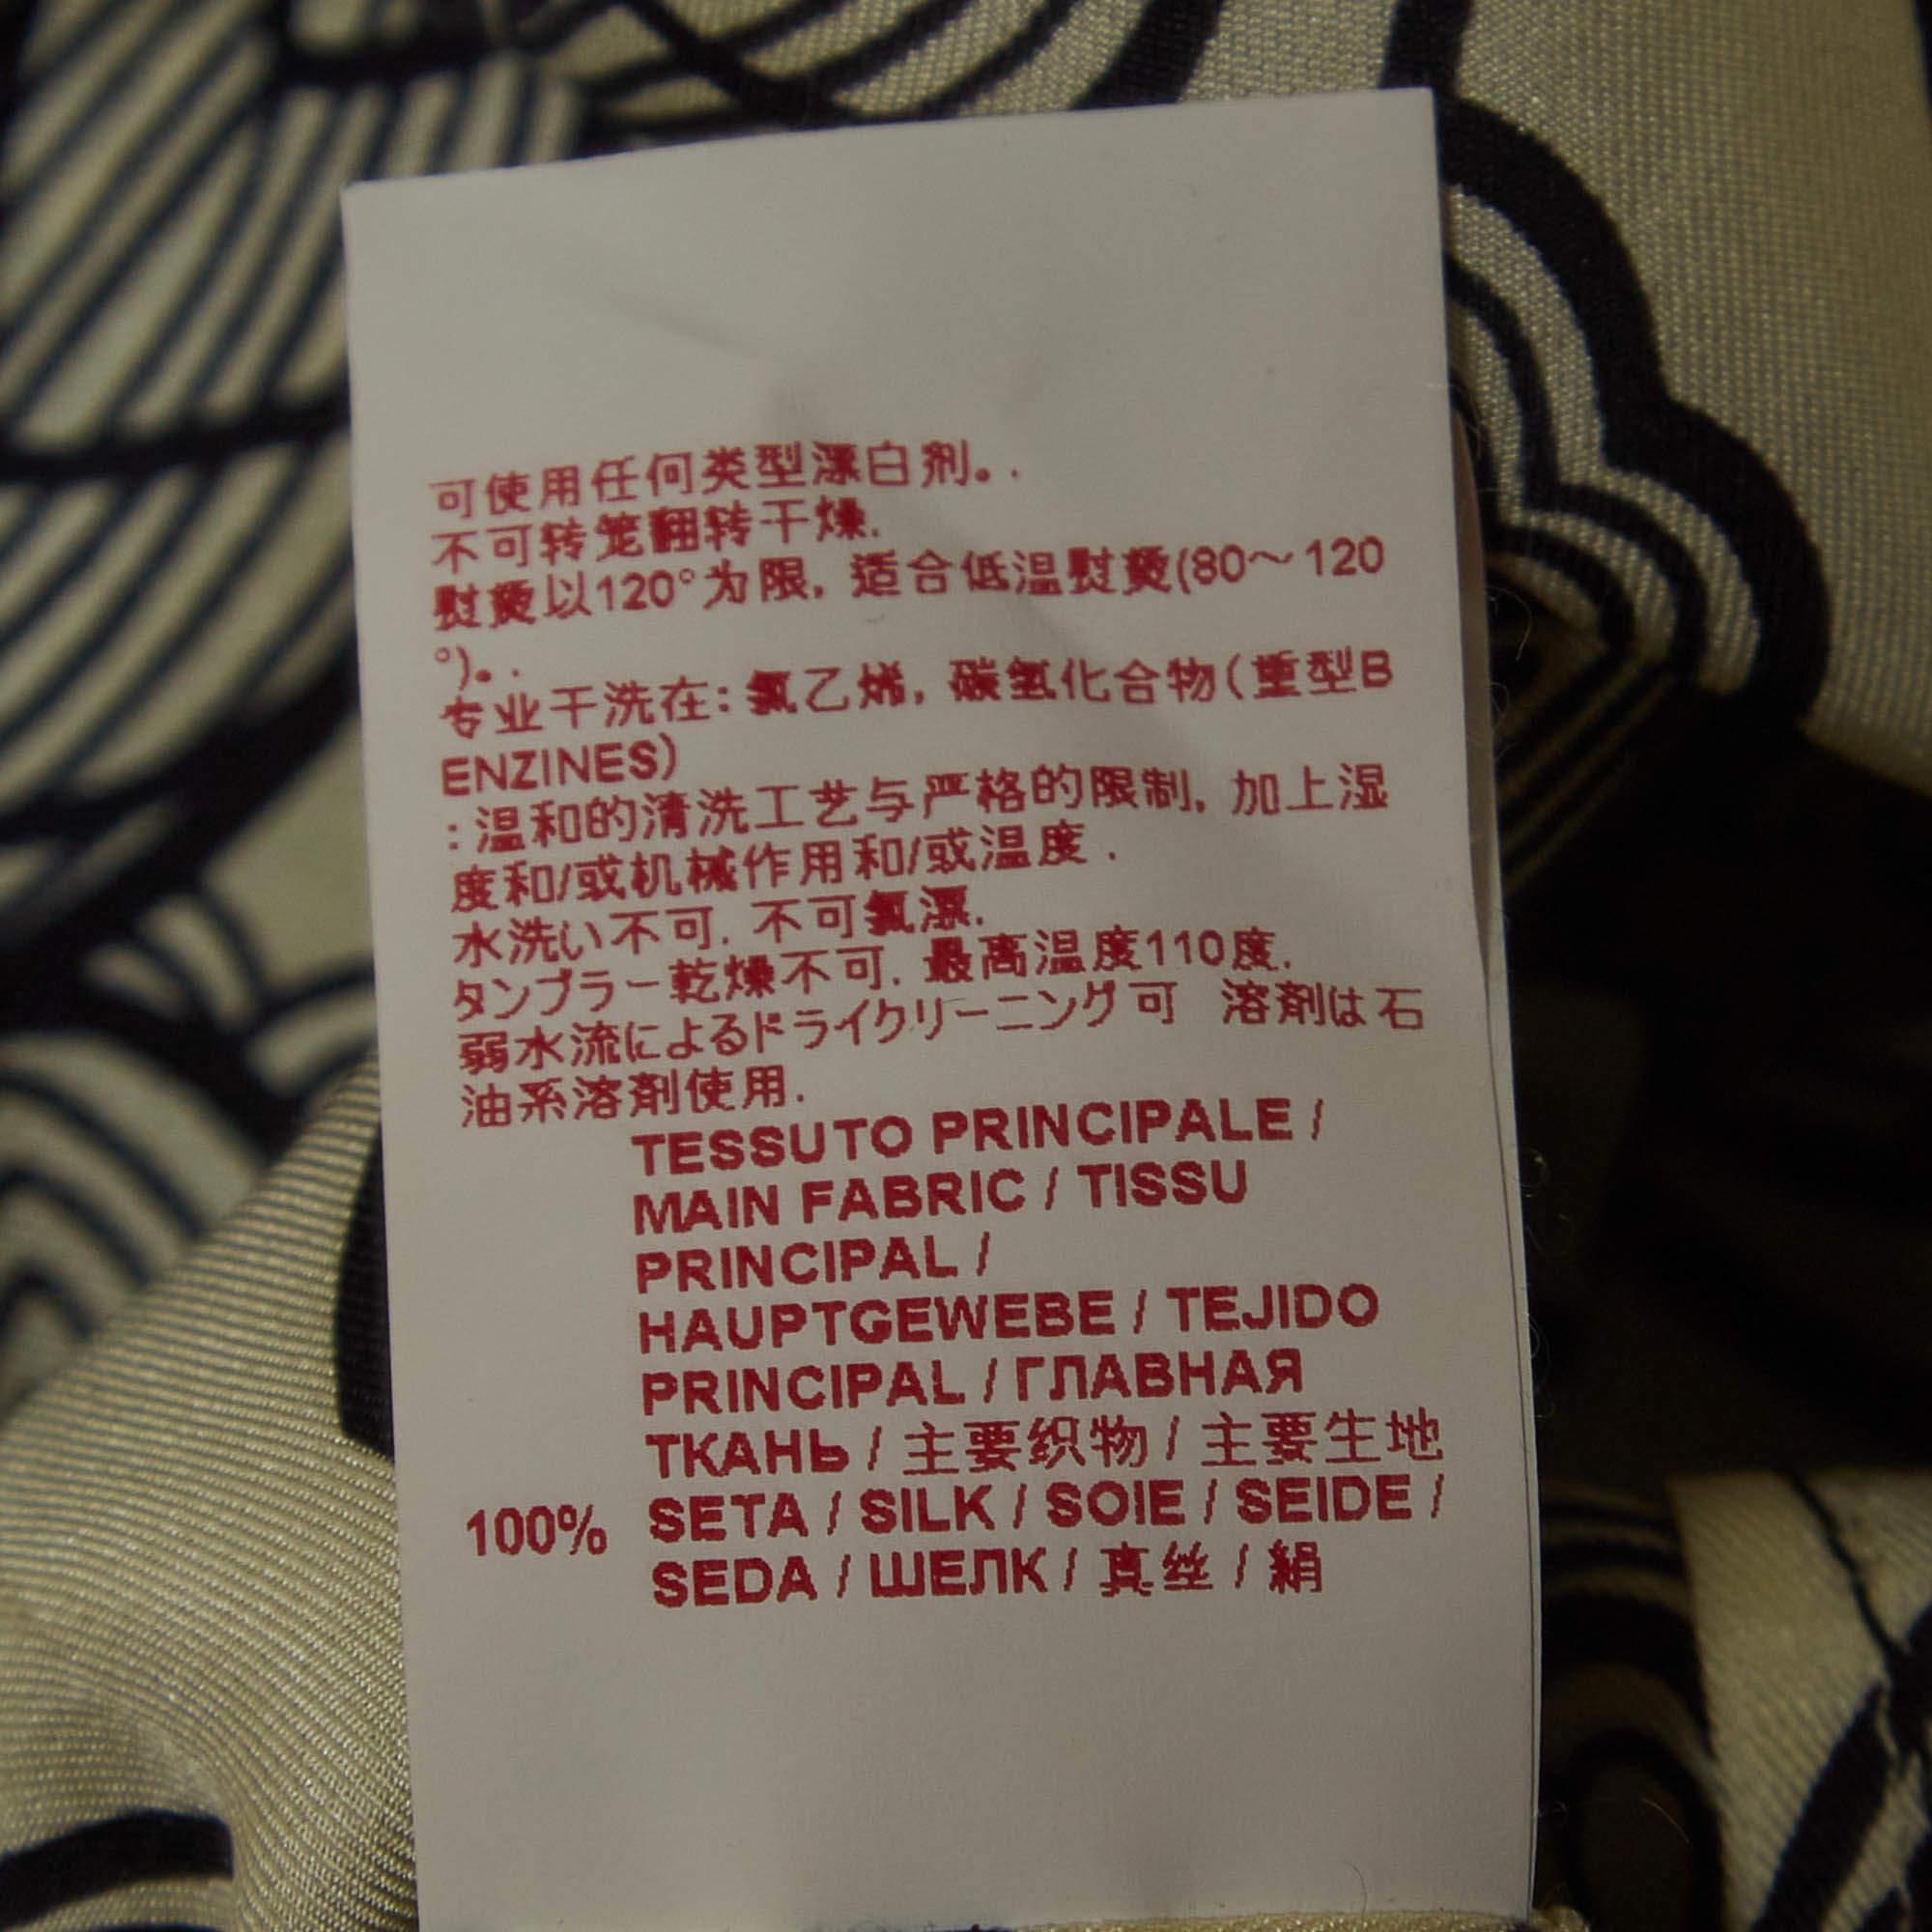 可使用任何类型漂白剂。.
不可转笼翻转干燥.
熨烫以120°为限, 适合低温熨烫(80～120
°)。.
专业干洗在: 氯乙烯, 碳氢化合物(重型B
ENZINES)
: 温和的清洗工艺与严格的限制, 加上湿
度和/或机械作用和/或温度.
水洗い不可. 不可氯漂.
タンブラー乾燥不可. 最高温度110度.
弱水流によるドライクリーニング可 溶剤は石
油系溶剤使用.
TESSUTO PRINCIPALE /
MAIN FABRIC / TISSU
PRINCIPAL /
HAUPTGEWEBE / TEJIDO
PRINCIPAL / ГЛАВНАЯ
ТКАНЬ / 主要织物 / 主要生地
100% SETA / SILK / SOIE / SEIDE /
SEDA / ШЕЛК / 真丝 / 絹